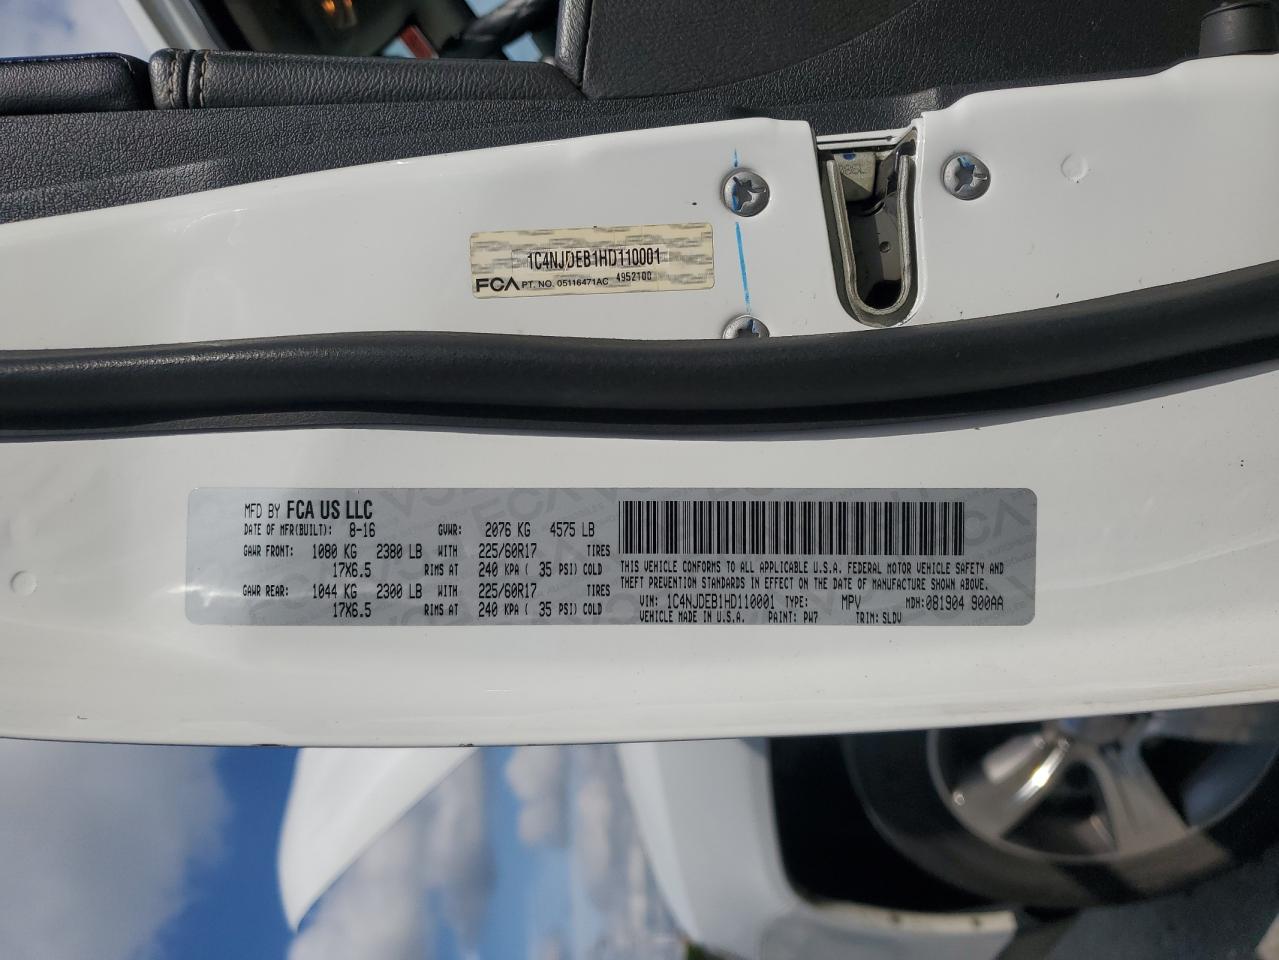 1C4NJDEB1HD110001
FCA PT. NO. 05116471AC 4952100
MFD BY FCA US LLC
DATE OF MFR(BUILT): 8-16 GVWR: 2076 KG 4575 LB
GAWR FRONT: 1080 KG 2380 LB WITH 225/60R17 TIRES
17X6.5 RIMS AT 240 KPA ( 35 PSI) COLD
GAWR REAR: 1044 KG 2300 LB WITH 225/60R17 TIRES
17X6.5 RIMS AT 240 KPA ( 35 PSI) COLD
THIS VEHICLE CONFORMS TO ALL APPLICABLE U.S.A. FEDERAL MOTOR VEHICLE SAFETY AND
THEFT PREVENTION STANDARDS IN EFFECT ON THE DATE OF MANUFACTURE SHOWN ABOVE.
VIN: 1C4NJDEB1HD110001 TYPE: MPV MDH: 081904 900AA
VEHICLE MADE IN U.S.A. PAINT: PW7 TRIM: SLDV